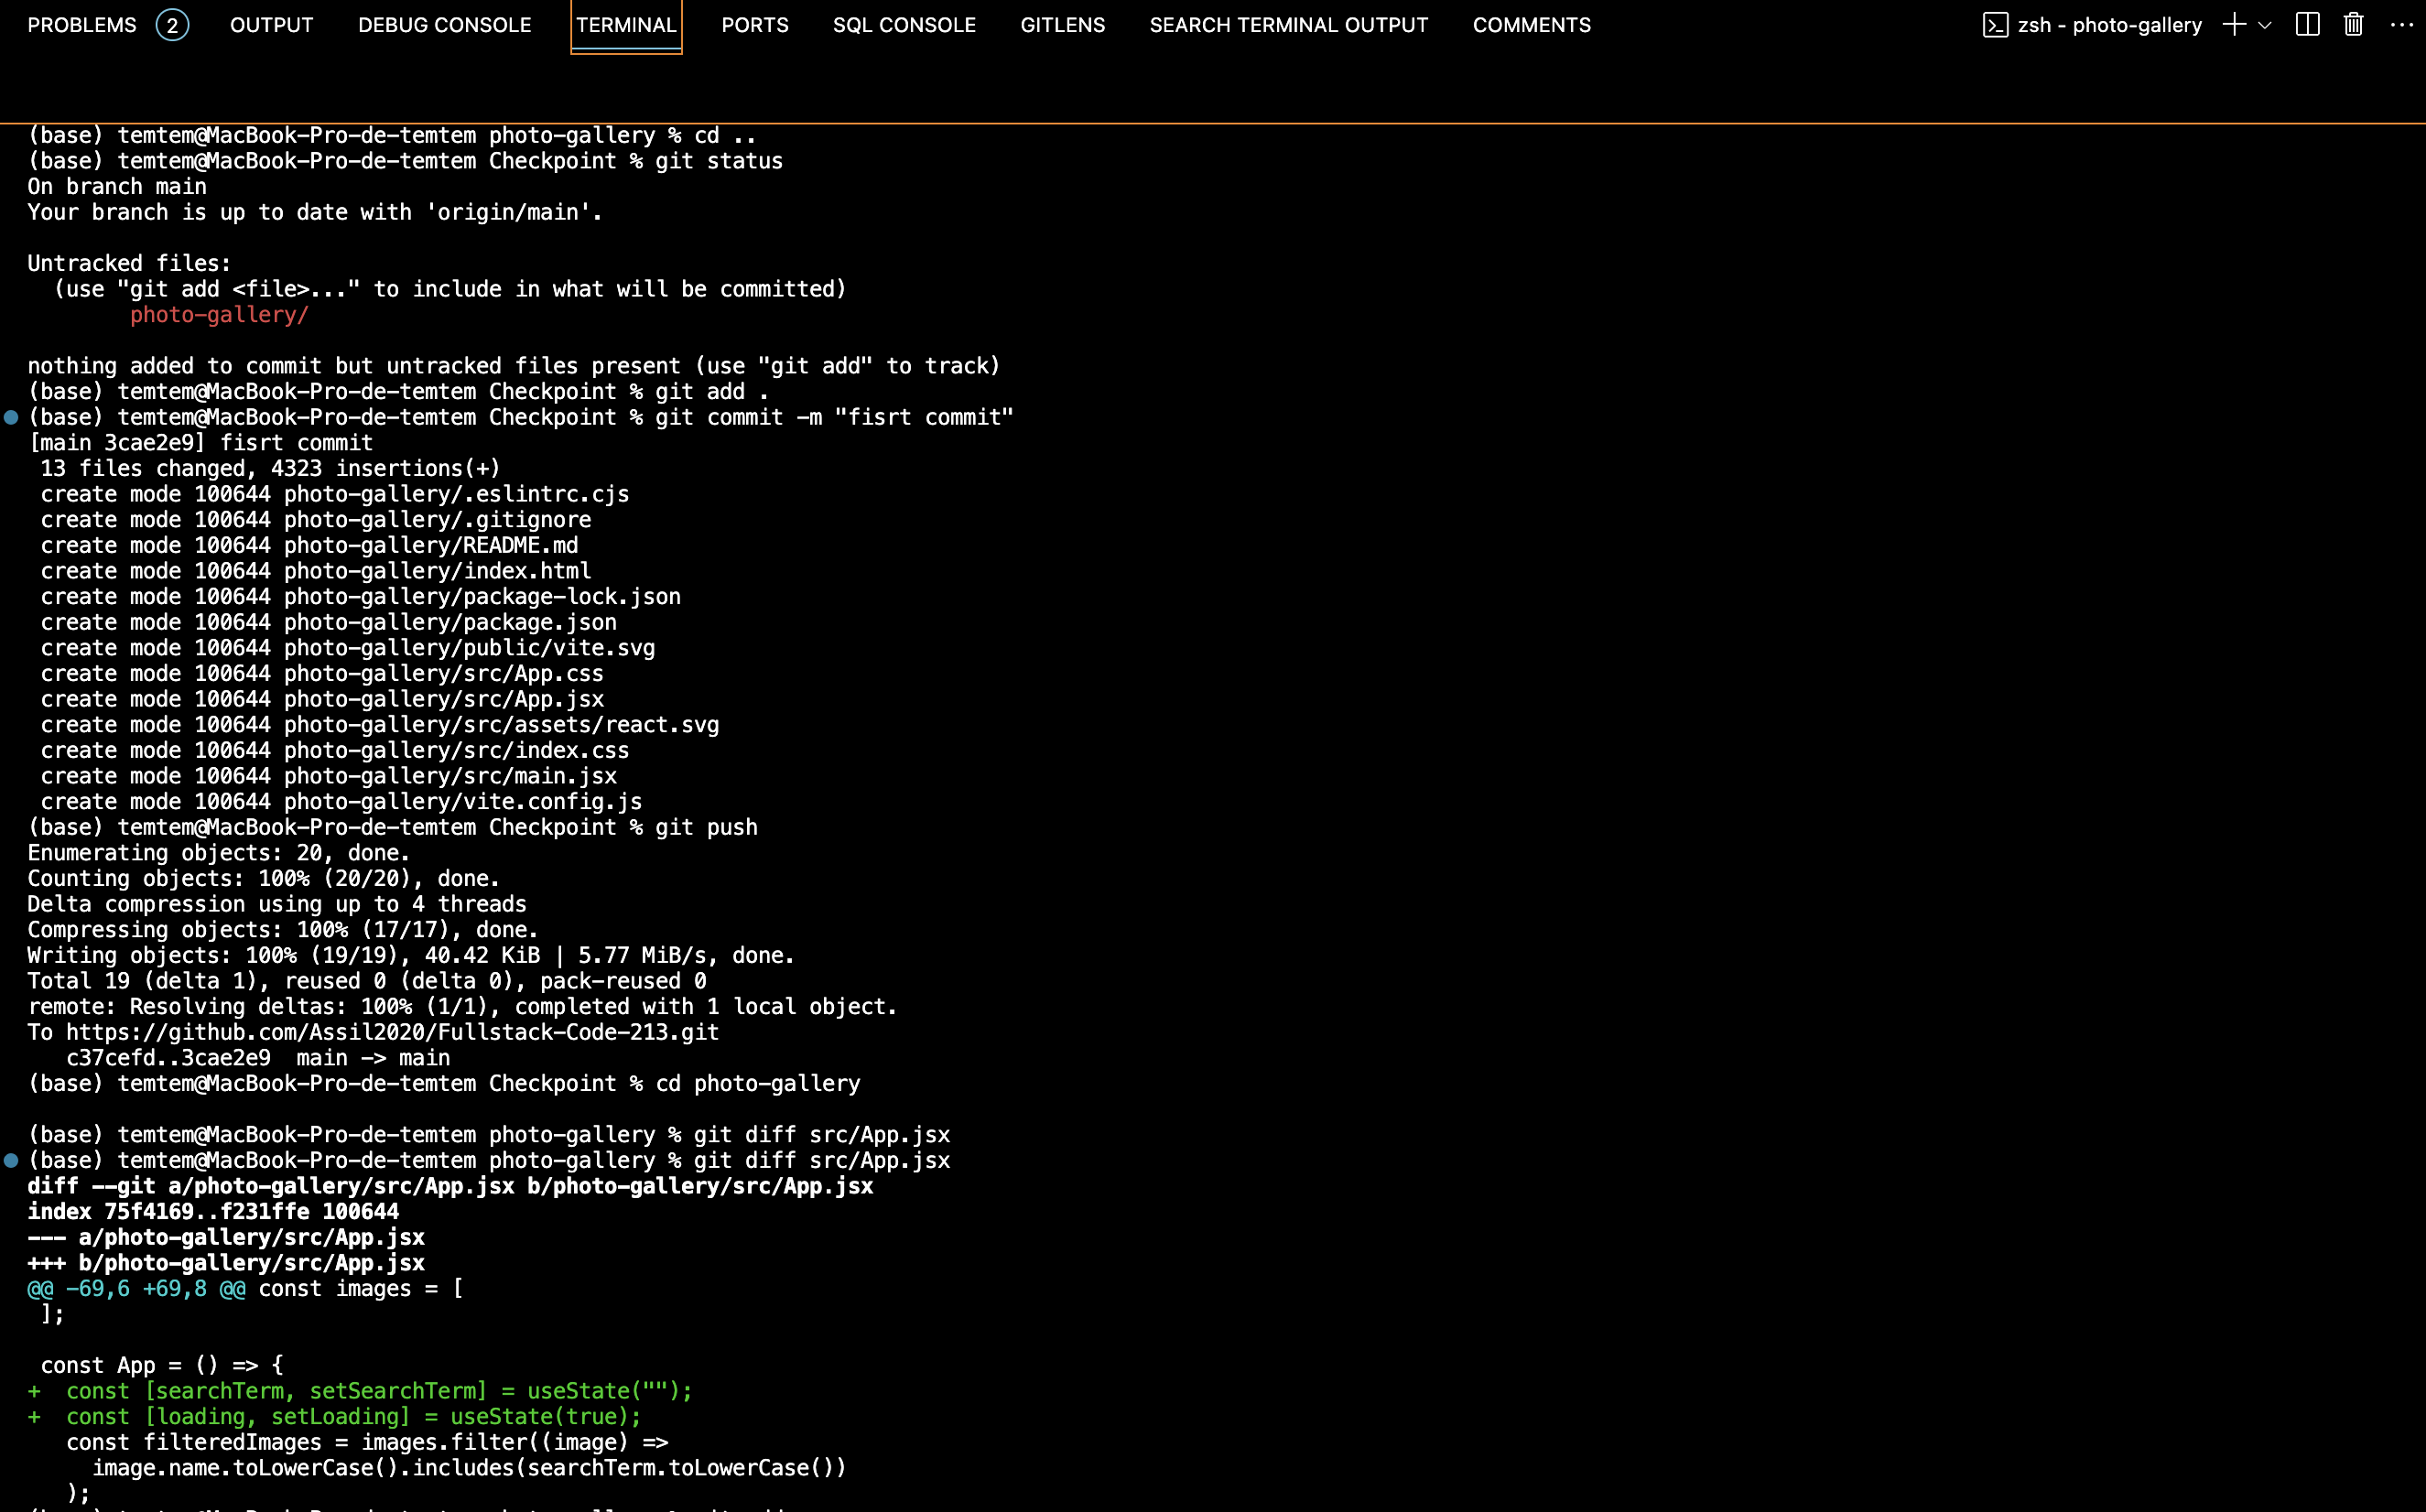 PROBLEMS 2 OUTPUT DEBUG CONSOLE TERMINAL PORTS SQL CONSOLE GITLENS SEARCH TERMINAL OUTPUT COMMENTS zsh - photo-gallery
(base) temtem@MacBook-Pro-de-temtem photo-gallery % cd ..
(base) temtem@MacBook-Pro-de-temtem Checkpoint % git status
On branch main
Your branch is up to date with 'origin/main'.
Untracked files:
  (use "git add <file>..." to include in what will be committed)
        photo-gallery/
nothing added to commit but untracked files present (use "git add" to track)
(base) temtem@MacBook-Pro-de-temtem Checkpoint % git add .
(base) temtem@MacBook-Pro-de-temtem Checkpoint % git commit -m "fisrt commit"
[main 3cae2e9] fisrt commit
 13 files changed, 4323 insertions(+)
 create mode 100644 photo-gallery/.eslintrc.cjs
 create mode 100644 photo-gallery/.gitignore
 create mode 100644 photo-gallery/README.md
 create mode 100644 photo-gallery/index.html
 create mode 100644 photo-gallery/package-lock.json
 create mode 100644 photo-gallery/package.json
 create mode 100644 photo-gallery/public/vite.svg
 create mode 100644 photo-gallery/src/App.css
 create mode 100644 photo-gallery/src/App.jsx
 create mode 100644 photo-gallery/src/assets/react.svg
 create mode 100644 photo-gallery/src/index.css
 create mode 100644 photo-gallery/src/main.jsx
 create mode 100644 photo-gallery/vite.config.js
(base) temtem@MacBook-Pro-de-temtem Checkpoint % git push
Enumerating objects: 20, done.
Counting objects: 100% (20/20), done.
Delta compression using up to 4 threads
Compressing objects: 100% (17/17), done.
Writing objects: 100% (19/19), 40.42 KiB | 5.77 MiB/s, done.
Total 19 (delta 1), reused 0 (delta 0), pack-reused 0
remote: Resolving deltas: 100% (1/1), completed with 1 local object.
To https://github.com/Assil2020/Fullstack-Code-213.git
   c37cefd..3cae2e9  main -> main
(base) temtem@MacBook-Pro-de-temtem Checkpoint % cd photo-gallery
(base) temtem@MacBook-Pro-de-temtem photo-gallery % git diff src/App.jsx
(base) temtem@MacBook-Pro-de-temtem photo-gallery % git diff src/App.jsx
diff --git a/photo-gallery/src/App.jsx b/photo-gallery/src/App.jsx
index 75f4169..f231ffe 100644
--- a/photo-gallery/src/App.jsx
+++ b/photo-gallery/src/App.jsx
@@ -69,6 +69,8 @@ const images = [
 ];
 const App = () => {
+  const [searchTerm, setSearchTerm] = useState("");
+  const [loading, setLoading] = useState(true);
   const filteredImages = images.filter((image) =>
     image.name.toLowerCase().includes(searchTerm.toLowerCase())
   );